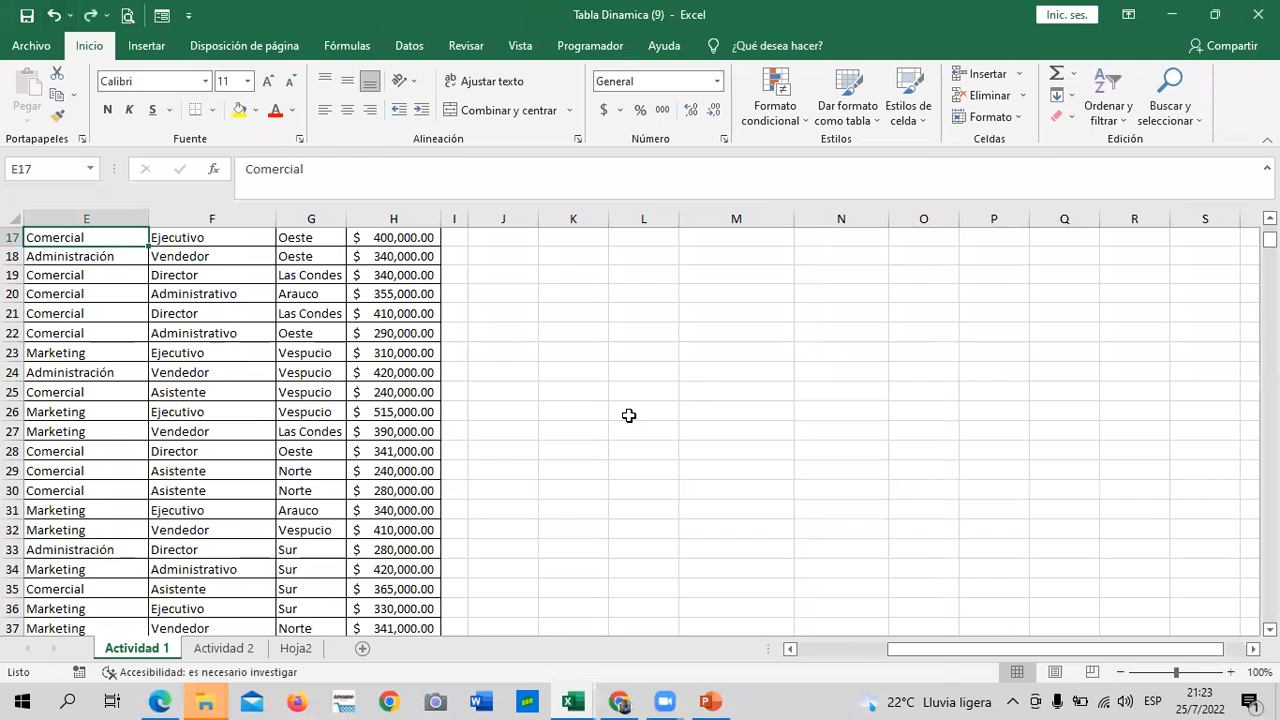 Tabla Dinamica (9) - Excel
Inic. ses.
Archivo Inicio Insertar Disposición de página Fórmulas Datos Revisar Vista Programador Ayuda ¿Qué desea hacer? Compartir
Pegar
Calibri 11
N K S
Ajustar texto
Combinar y centrar
General
$ % 000
Formato condicional
Dar formato como tabla
Estilos de celda
Insertar
Eliminar
Formato
Ordenar y filtrar
Buscar y seleccionar
Portapapeles Fuente Alineación Número Estilos Celdas Edición
E17 fx Comercial
E F G H I J K L M N O P Q R S
17 Comercial Ejecutivo Oeste $ 400,000.00
18 Administración Vendedor Oeste $ 340,000.00
19 Comercial Director Las Condes $ 340,000.00
20 Comercial Administrativo Arauco $ 355,000.00
21 Comercial Director Las Condes $ 410,000.00
22 Comercial Administrativo Oeste $ 290,000.00
23 Marketing Ejecutivo Vespucio $ 310,000.00
24 Administración Vendedor Vespucio $ 420,000.00
25 Comercial Asistente Vespucio $ 240,000.00
26 Marketing Ejecutivo Vespucio $ 515,000.00
27 Marketing Vendedor Las Condes $ 390,000.00
28 Comercial Director Oeste $ 341,000.00
29 Comercial Asistente Norte $ 240,000.00
30 Comercial Asistente Norte $ 280,000.00
31 Marketing Ejecutivo Arauco $ 340,000.00
32 Marketing Vendedor Vespucio $ 410,000.00
33 Administración Director Sur $ 280,000.00
34 Marketing Administrativo Sur $ 420,000.00
35 Comercial Asistente Sur $ 365,000.00
36 Marketing Ejecutivo Sur $ 330,000.00
37 Marketing Vendedor Norte $ 341,000.00
Actividad 1 Actividad 2 Hoja2
Listo Accesibilidad: es necesario investigar 100%
22°C Lluvia ligera ESP 21:23
25/7/2022